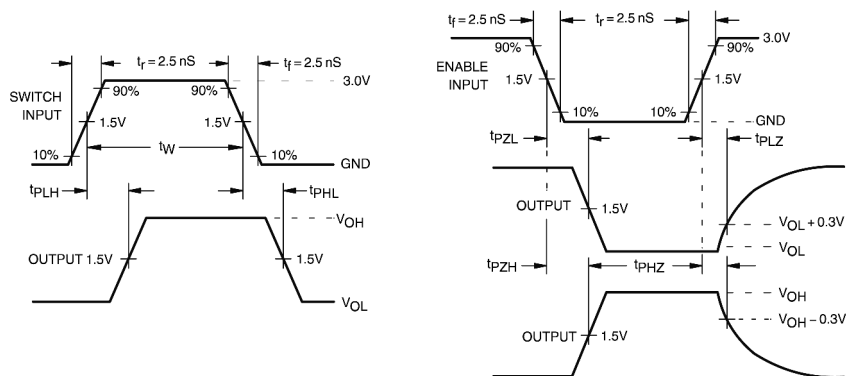 tr = 2.5 nS
tf = 2.5 nS
SWITCH
INPUT
90%
90%
3.0V
1.5V
1.5V
10%
tW
10%
GND
tPLH
tPHL
VOH
OUTPUT 1.5V
1.5V
VOL
tf = 2.5 nS
tr = 2.5 nS
3.0V
90%
90%
ENABLE
INPUT
1.5V
1.5V
10%
10%
GND
tPZL
tPLZ
OUTPUT
1.5V
VOL + 0.3V
VOL
tPZH
tPHZ
VOH
VOH − 0.3V
OUTPUT
1.5V